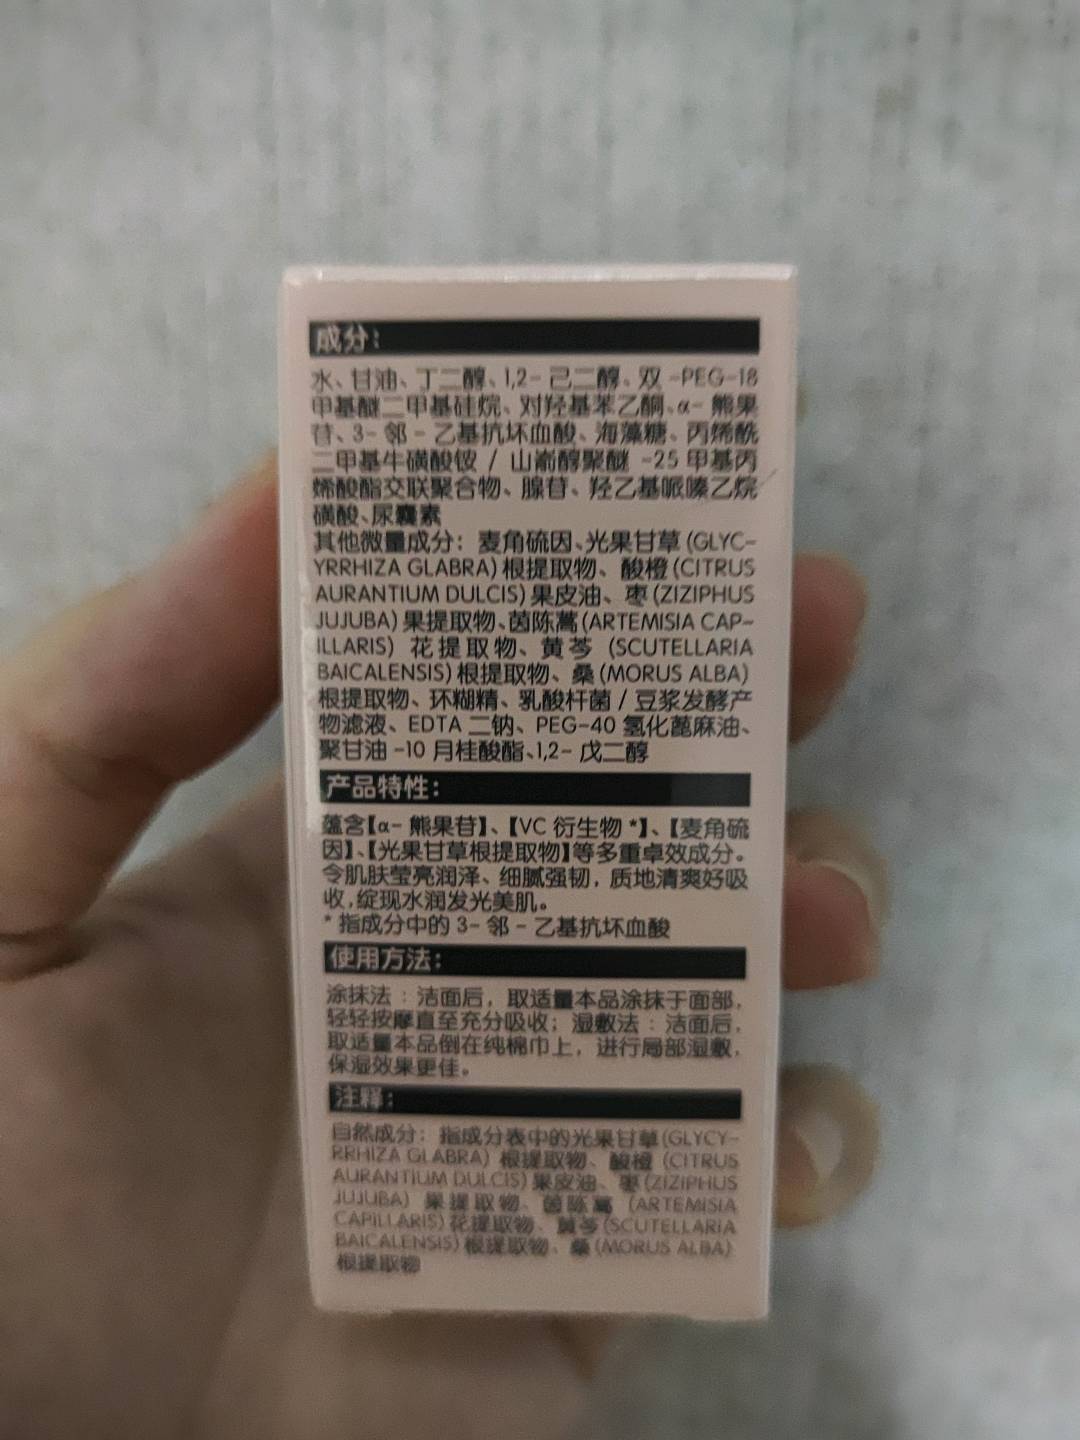 成分：
水、甘油、丁二醇、1,2-己二醇、双-PEG-18
甲基醚二甲基硅烷、对羟基苯乙酮、α-熊果
苷、3-邻-乙基抗坏血酸、海藻糖、丙烯酰
二甲基牛磺酸铵/山嵛醇聚醚-25甲基丙
烯酸酯交联聚合物、腺苷、羟乙基哌嗪乙烷
磺酸、尿囊素
其他微量成分：麦角硫因、光果甘草(GLYC-
YRRHIZA GLABRA)根提取物、酸橙(CITRUS
AURANTIUM DULCIS)果皮油、枣(ZIZIPHUS
JUJUBA)果提取物、茵陈蒿(ARTEMISIA CAP-
ILLARIS)花提取物、黄芩(SCUTELLARIA
BAICALENSIS)根提取物、桑(MORUS ALBA)
根提取物、环糊精、乳酸杆菌/豆浆发酵产
物滤液、EDTA二钠、PEG-40氢化蓖麻油、
聚甘油-10月桂酸酯、1,2-戊二醇
产品特性：
蕴含【α-熊果苷】、【VC衍生物*】、【麦角硫
因】、【光果甘草根提取物】等多重卓效成分。
令肌肤莹亮润泽、细腻强韧，质地清爽好吸
收，绽现水润发光美肌。
*指成分中的3-邻-乙基抗坏血酸
使用方法：
涂抹法：洁面后，取适量本品涂抹于面部，
轻轻按摩直至充分吸收；湿敷法：洁面后，
取适量本品倒在纯棉巾上，进行局部湿敷，
保湿效果更佳。
注释：
自然成分：指成分表中的光果甘草(GLYCY-
RRHIZA GLABRA)根提取物、酸橙(CITRUS
AURANTIUM DULCIS)果皮油、枣(ZIZIPHUS
JUJUBA)果提取物、茵陈蒿(ARTEMISIA
CAPILLARIS)花提取物、黄芩(SCUTELLARIA
BAICALENSIS)根提取物、桑(MORUS ALBA)
根提取物